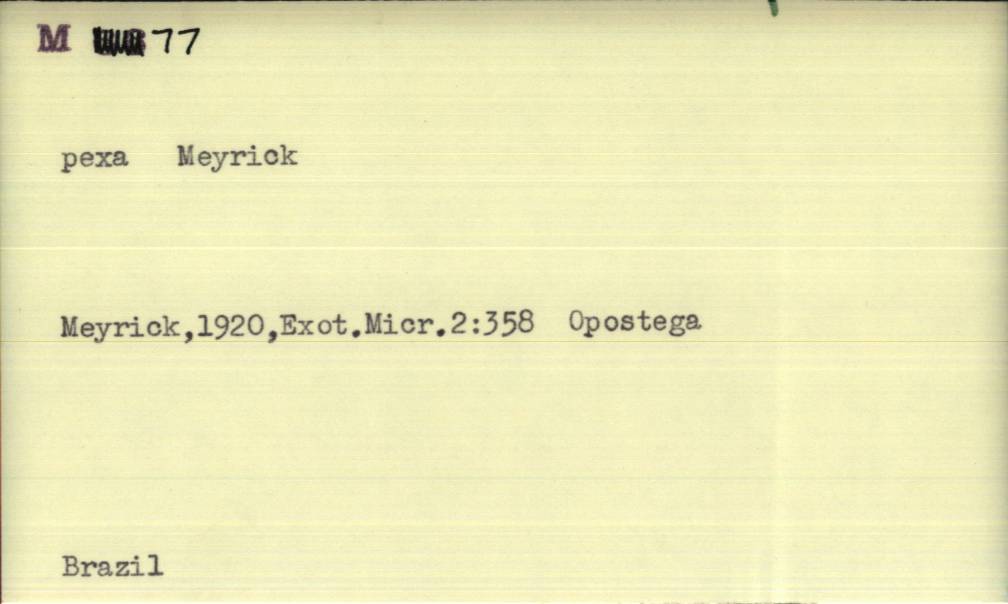 M 77
pexa Meyrick
Meyrick,1920,Exot.Micr.2:358 Opostega
Brazil